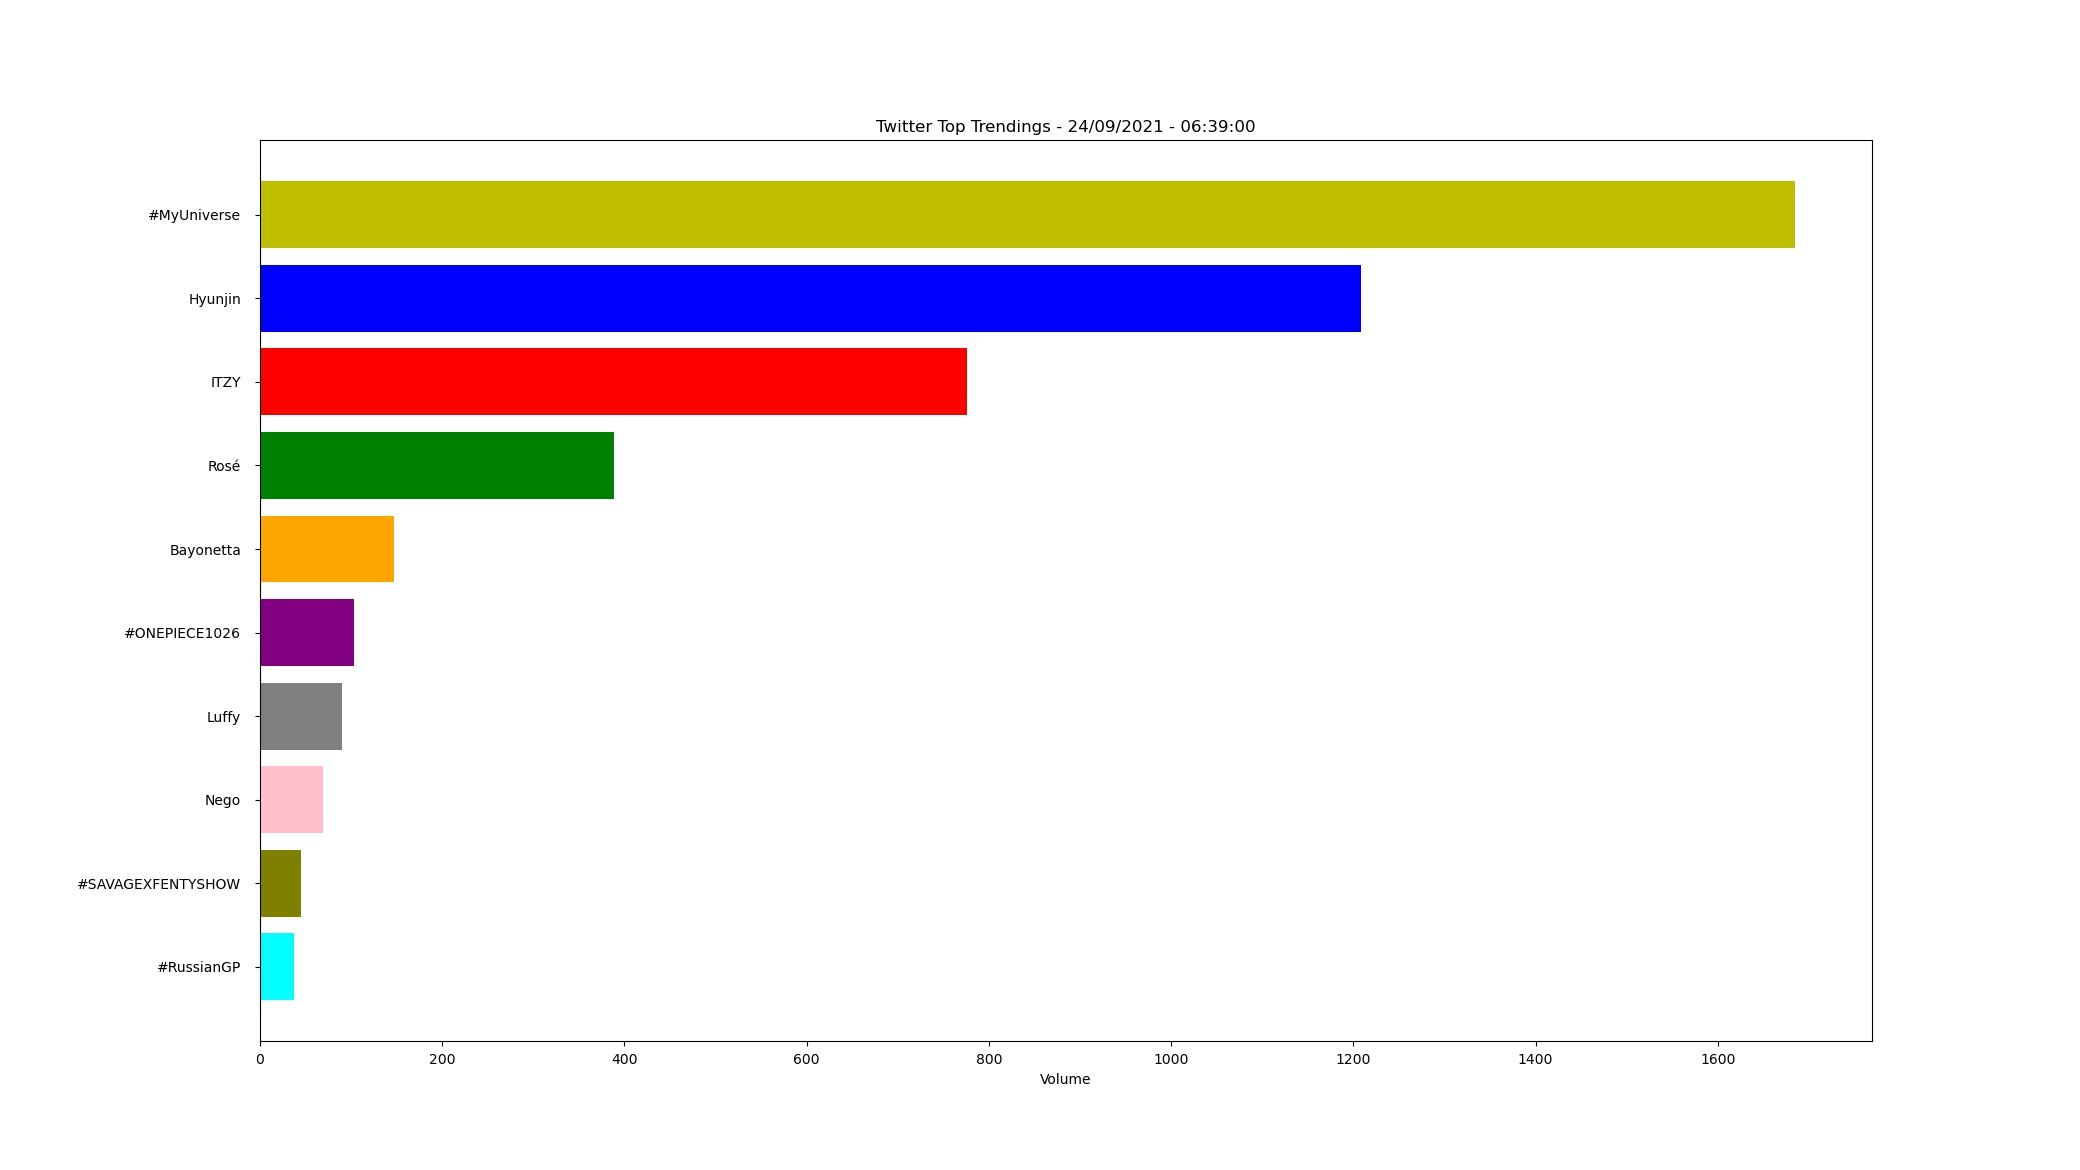 Twitter Top Trendings - 24/09/2021 - 06:39:00
#MyUniverse
Hyunjin
ITZY
Rosé
Bayonetta
#ONEPIECE1026
Luffy
Nego
#SAVAGEXFENTYSHOW
#RussianGP
0 200 400 600 800 1000 1200 1400 1600
Volume